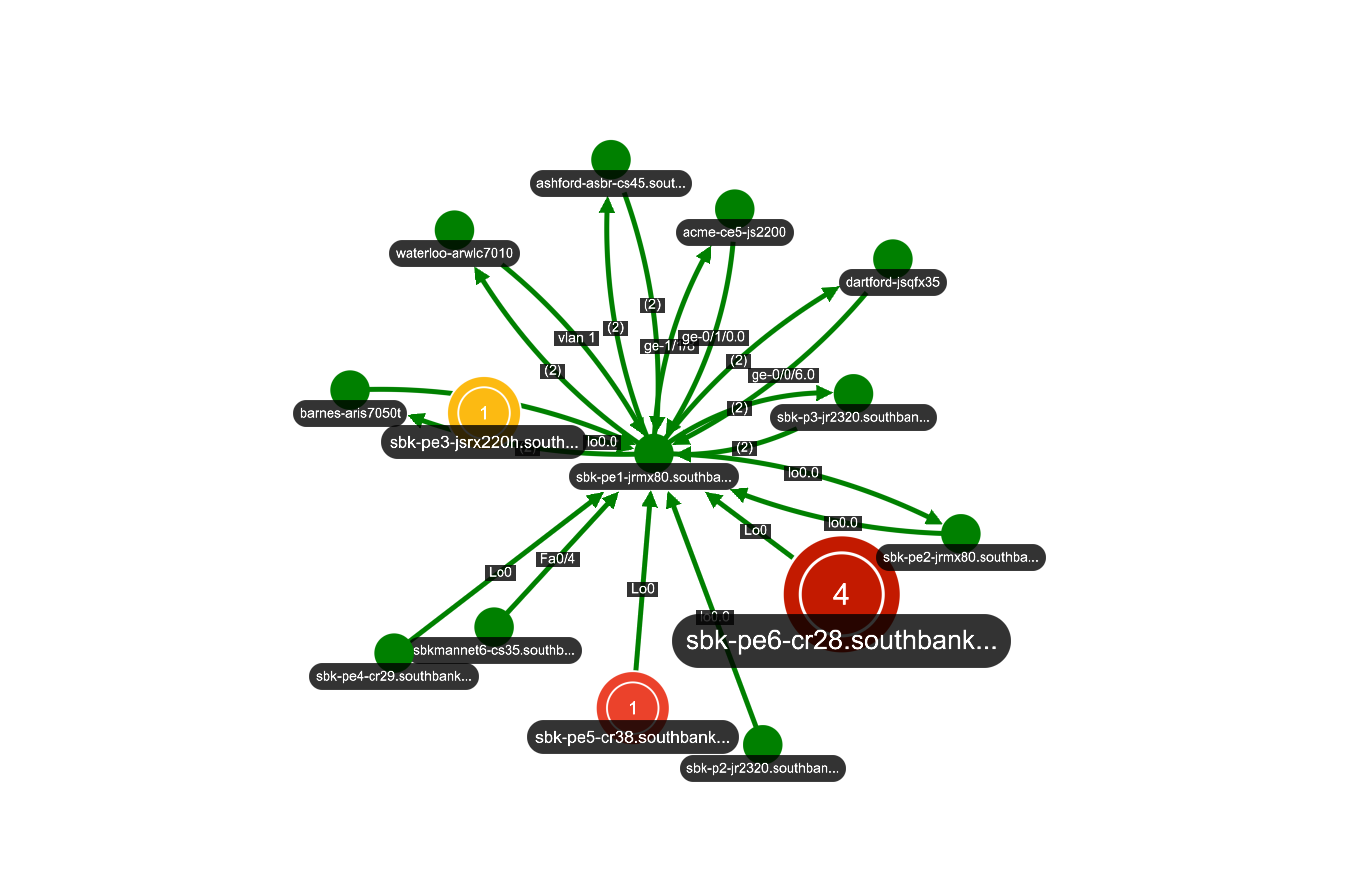 ashford-asbr-cs45.sout...
acme-ce5-js2200
waterloo-arwlc7010
dartford-jsqfx35
(2)
(2)
vlan 1
ge-0/1/0.0
ge-1/1/
(2)
(2)
ge-0/0/6.0
barnes-aris7050t
1
(2)
sbk-p3-jr2320.southban...
sbk-pe3-jsrx220h.south...
lo0.0
(2)
(2)
sbk-pe1-jrmx80.southba...
lo0.0
lo0.0
Lo0
sbk-pe2-jrmx80.southba...
Fa0/4
Lo0
Lo0
4
lo0.0
sbk-pe6-cr28.southbank...
sbkmannet6-cs35.southb...
sbk-pe4-cr29.southbank...
1
sbk-pe5-cr38.southbank...
sbk-p2-jr2320.southban...